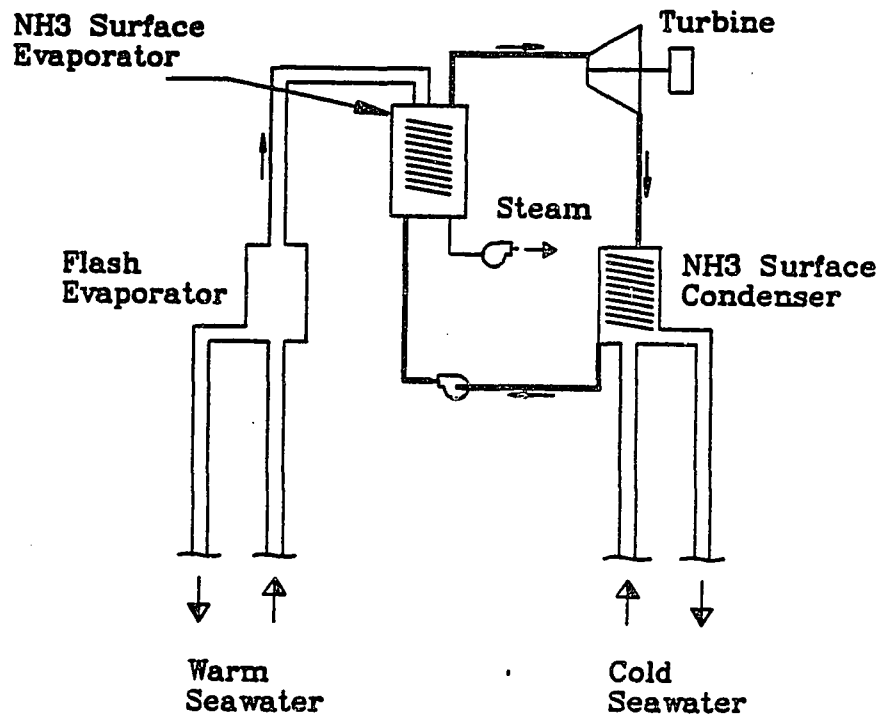 NH3 Surface
Evaporator
Turbine
Steam
Flash
Evaporator
NH3 Surface
Condenser
Warm
Seawater
Cold
Seawater